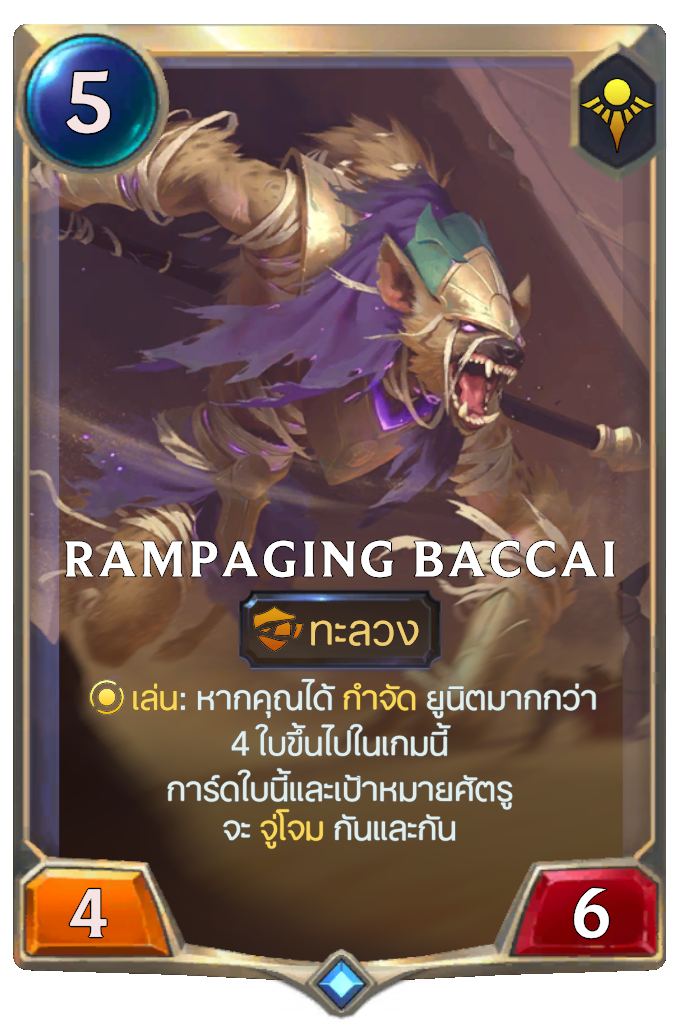 5
RAMPAGING BACCAI
ทะลวง
เล่น: หากคุณได้ กำจัด ยูนิตมากกว่า
4 ใบขึ้นไปในเกมนี้
การ์ดใบนี้และเป้าหมายศัตรู
จะ จู่โจม กันและกัน
4
6